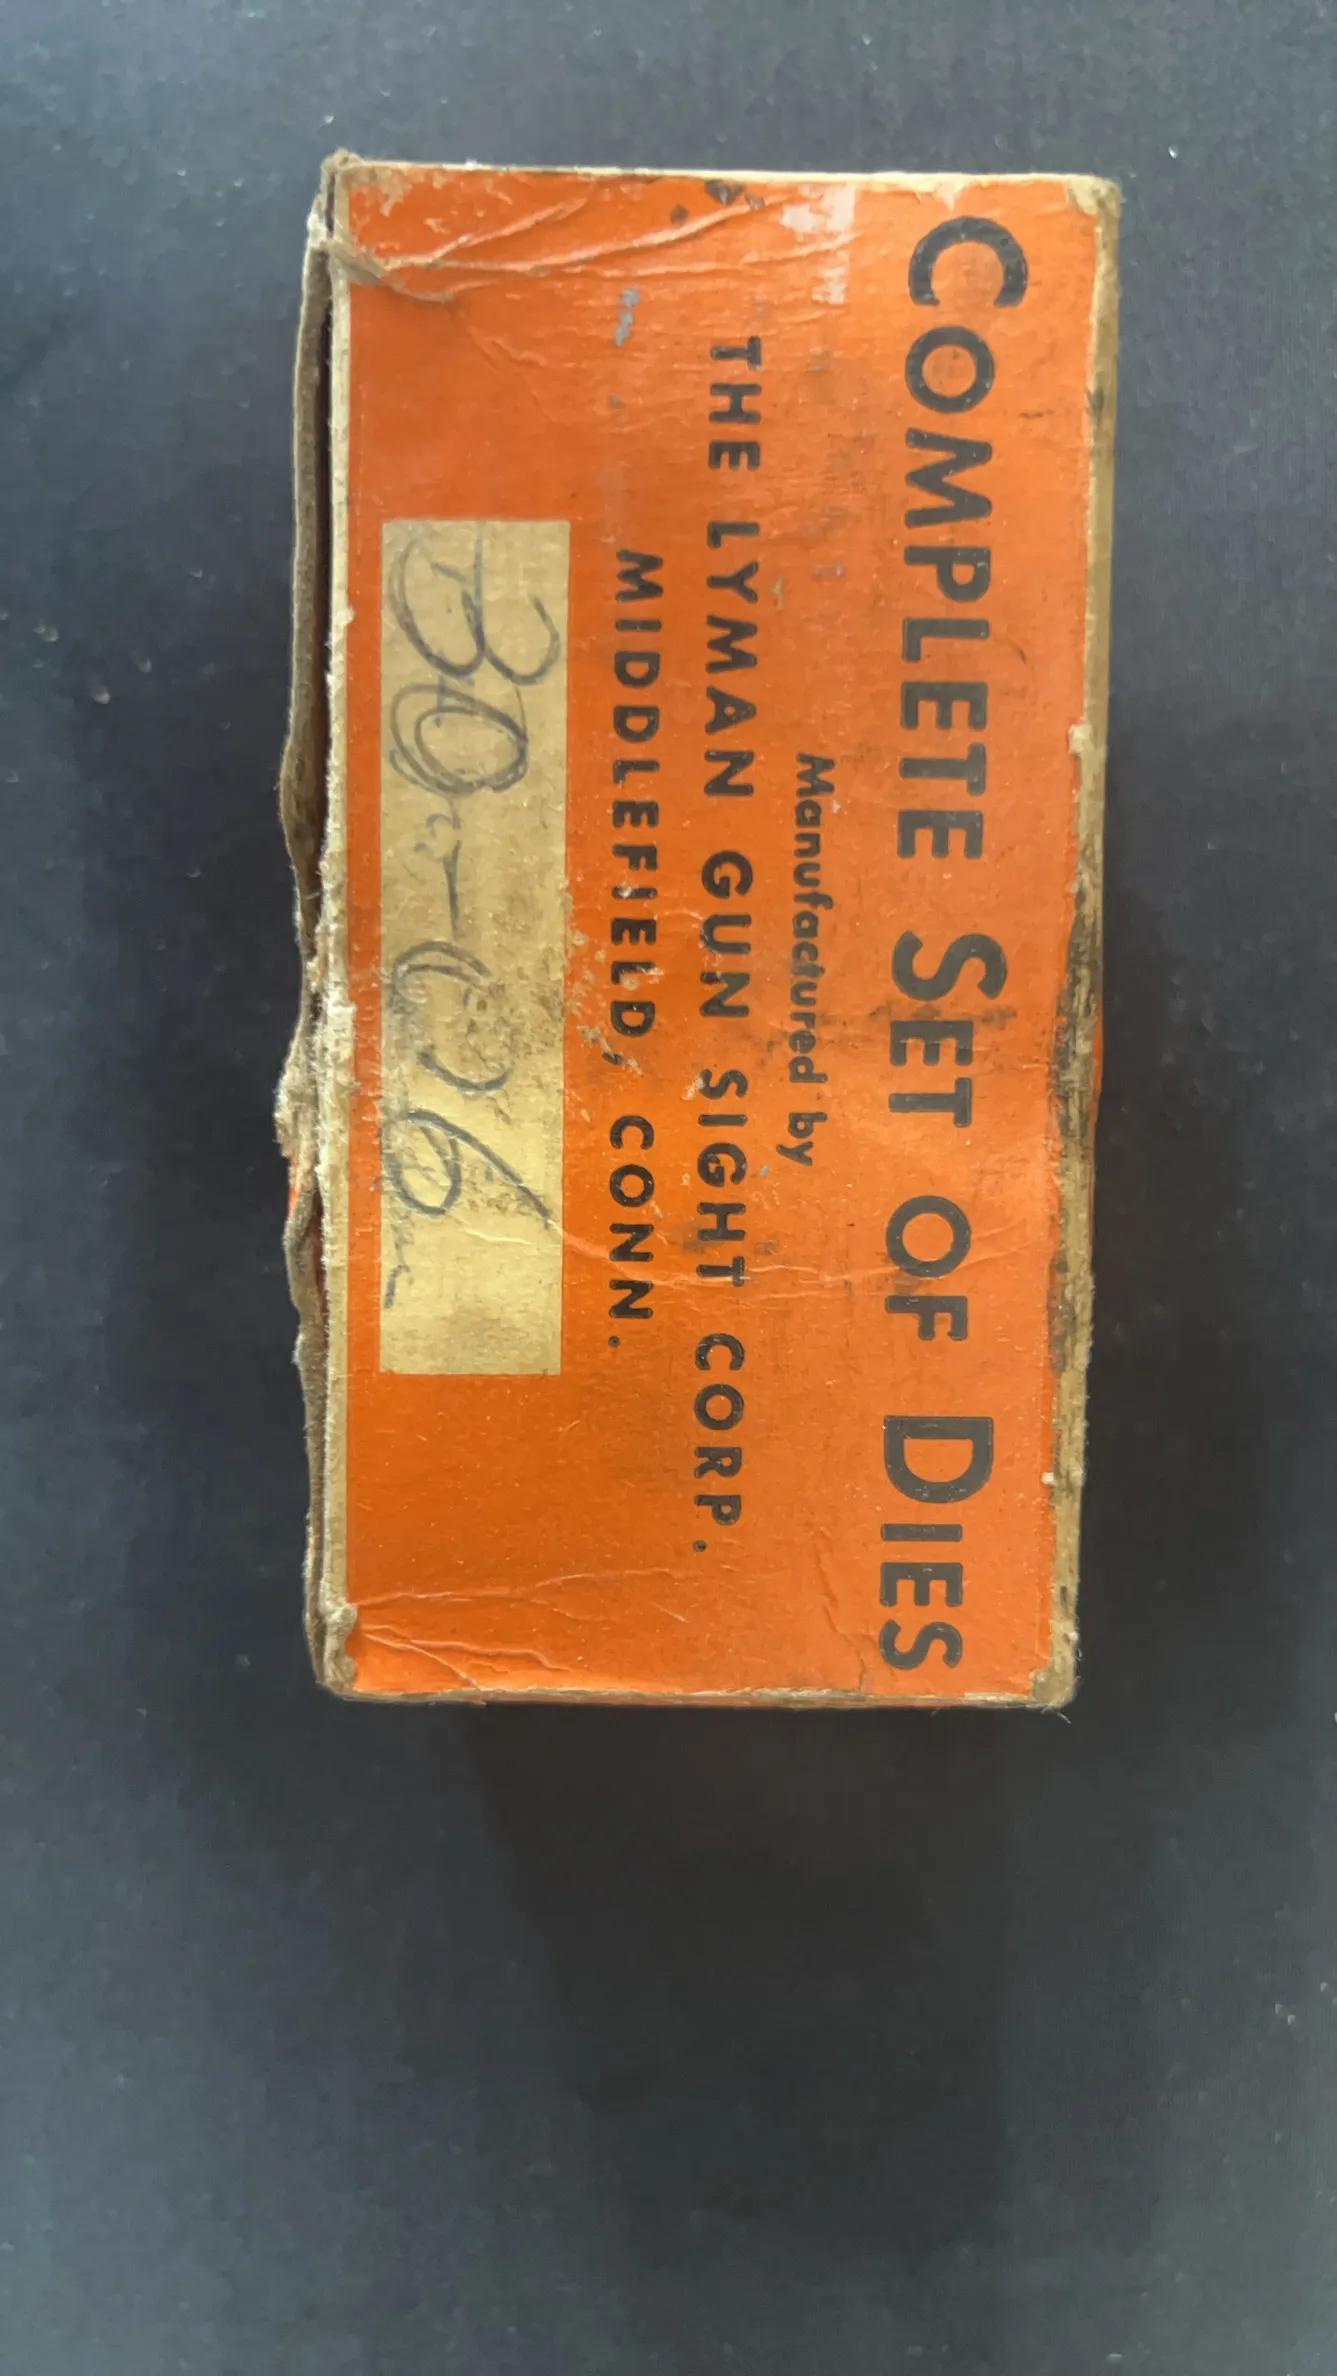 COMPLETE SET OF DIES
Manufactured by
THE LYMAN GUN SIGHT CORP.
MIDDLEFIELD, CONN.
30-06